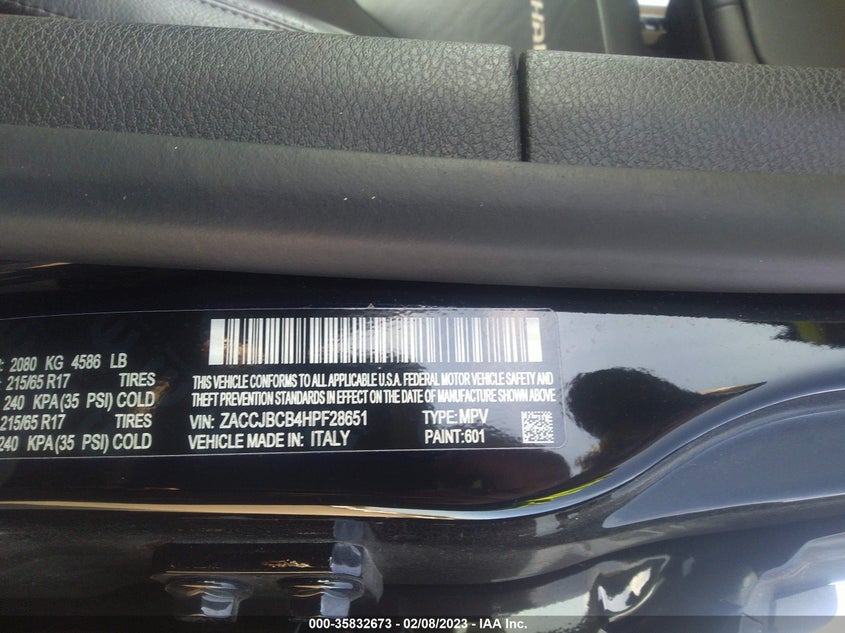 : 2080 KG 4586 LB
215/65 R17 TIRES
240 KPA(35 PSI) COLD
215/65 R17 TIRES
240 KPA(35 PSI) COLD
THIS VEHICLE CONFORMS TO ALL APPLICABLE U.S.A. FEDERAL MOTOR VEHICLE SAFETY AND
THEFT PREVENTION STANDARDS IN EFFECT ON THE DATE OF MANUFACTURE SHOWN ABOVE
VIN: ZACCJBCB4HPF28651 TYPE:MPV
VEHICLE MADE IN: ITALY PAINT:601
000-35832673 - 02/08/2023 - IAA Inc.